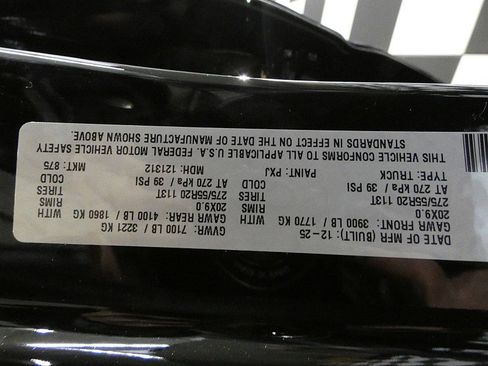 DATE OF MFR (BUILT): 12-25 GVWR: 7100 LB / 3221 KG
GAWR FRONT: 3900 LB / 1770 KG WITH GAWR REAR: 4100 LB / 1860 KG WITH
20X9.0 RIMS 20X9.0 RIMS
275/55R20 113T TIRES 275/55R20 113T TIRES
AT 270 kPa / 39 PSI COLD AT 270 kPa / 39 PSI COLD
TYPE: TRUCK PAINT: PXJ MDH: 121312 MKT: 875
THIS VEHICLE CONFORMS TO ALL APPLICABLE U.S.A. FEDERAL MOTOR VEHICLE SAFETY
STANDARDS IN EFFECT ON THE DATE OF MANUFACTURE SHOWN ABOVE.